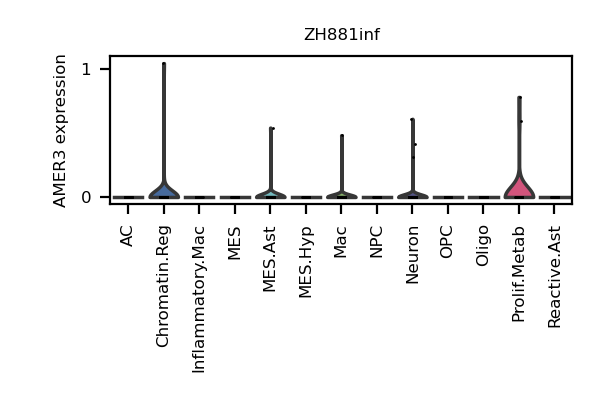 ZH881inf
AMER3 expression
1
0
AC
Chromatin.Reg
Inflammatory.Mac
MES
MES.Ast
MES.Hyp
Mac
NPC
Neuron
OPC
Oligo
Prolif.Metab
Reactive.Ast